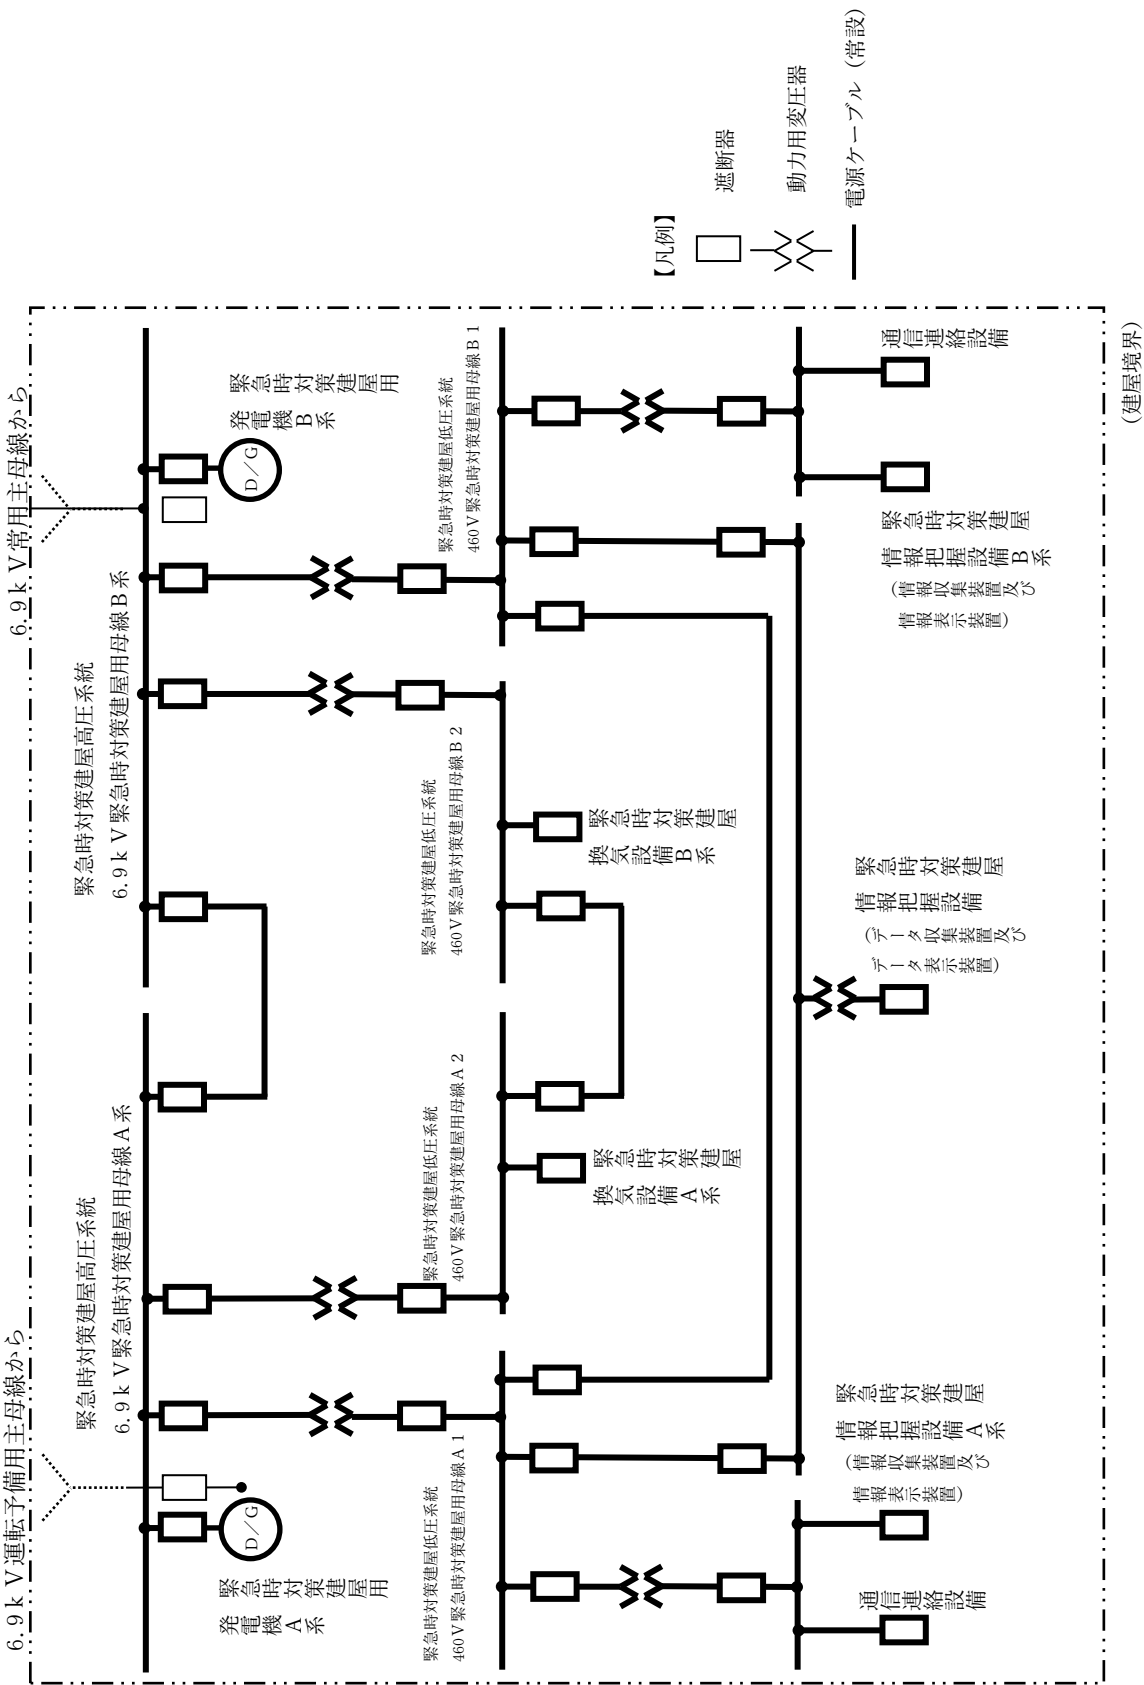 6.9kV運転予備用主母線から
6.9kV常用主母線から
緊急時対策建屋高圧系統
6.9kV緊急時対策建屋用母線A系
緊急時対策建屋高圧系統
6.9kV緊急時対策建屋用母線B系
D/G
緊急時対策建屋用
発電機A系
D/G
緊急時対策建屋用
発電機B系
緊急時対策建屋低圧系統
460V緊急時対策建屋用母線A1
緊急時対策建屋低圧系統
460V緊急時対策建屋用母線A2
緊急時対策建屋低圧系統
460V緊急時対策建屋用母線B2
緊急時対策建屋低圧系統
460V緊急時対策建屋用母線B1
緊急時対策建屋
換気設備A系
緊急時対策建屋
換気設備B系
通信連絡設備
緊急時対策建屋
情報把握設備A系
(情報収集装置及び
情報表示装置)
緊急時対策建屋
情報把握設備
(データ収集装置及び
データ表示装置)
緊急時対策建屋
情報把握設備B系
(情報収集装置及び
情報表示装置)
通信連絡設備
(建屋境界)
【凡例】
遮断器
動力用変圧器
電源ケーブル(常設)